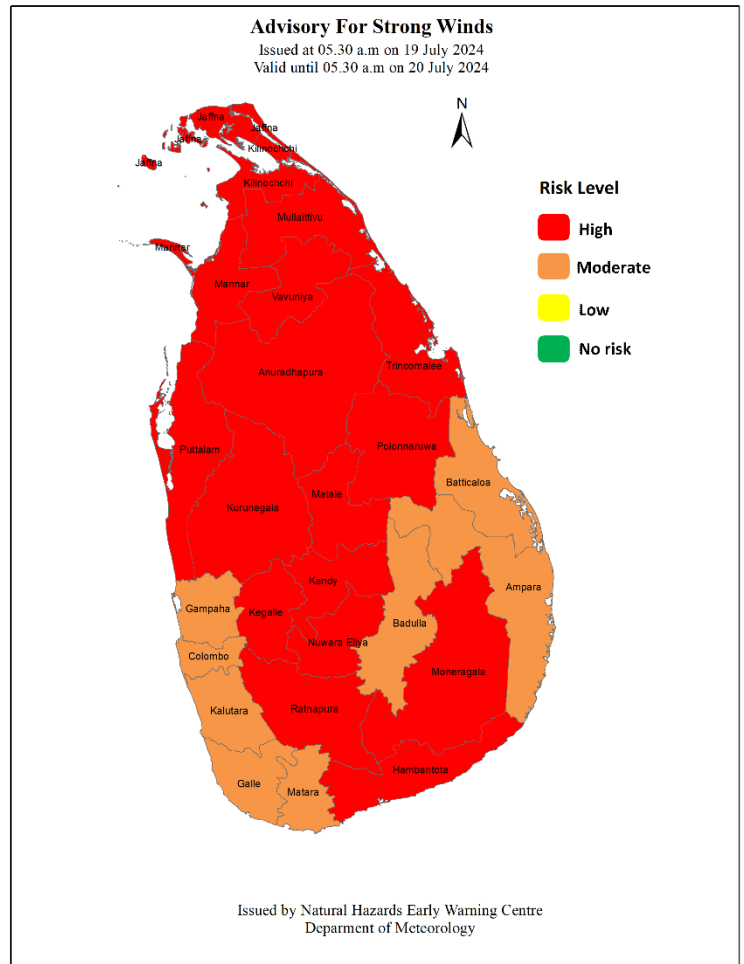 Advisory For Strong Winds
Issued at 05.30 a.m on 19 July 2024
Valid until 05.30 a.m on 20 July 2024
N
Jaffna
Jaffna
Jaffna
Kilinochchi
Jaffna
Kilinochchi
Mullaittivu
Mannar
Mannar
Vavuniya
Anuradhapura
Trincomalee
Puttalam
Polonnaruwa
Batticaloa
Kurunegala
Matale
Kandy
Ampara
Gampaha
Kegalle
Badulla
Nuwara Eliya
Colombo
Moneragala
Kalutara
Ratnapura
Hambantota
Galle
Matara
Risk Level
High
Moderate
Low
No risk
Issued by Natural Hazards Early Warning Centre
Deparment of Meteorology